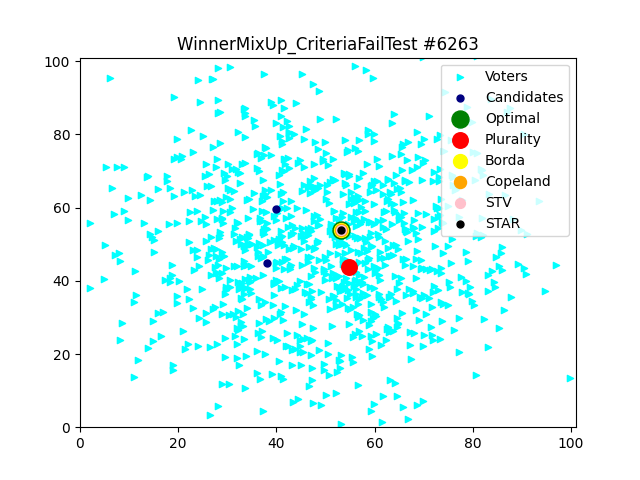 WinnerMixUp_CriteriaFailTest #6263
100
80
60
40
20
0
0 20 40 60 80 100
Voters
Candidates
Optimal
Plurality
Borda
Copeland
STV
STAR